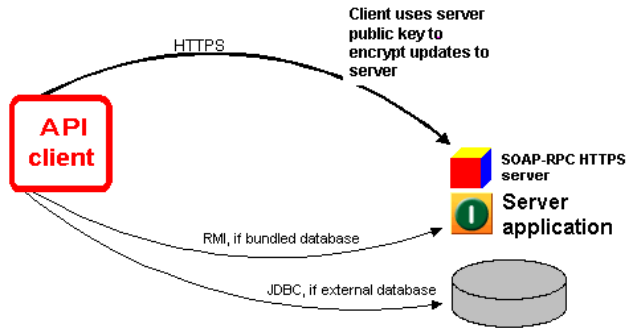 Client uses server
public key to
encrypt updates to
server
HTTPS
API
client
SOAP-RPC HTTPS
server
Server
application
RMI, if bundled database
JDBC, if external database